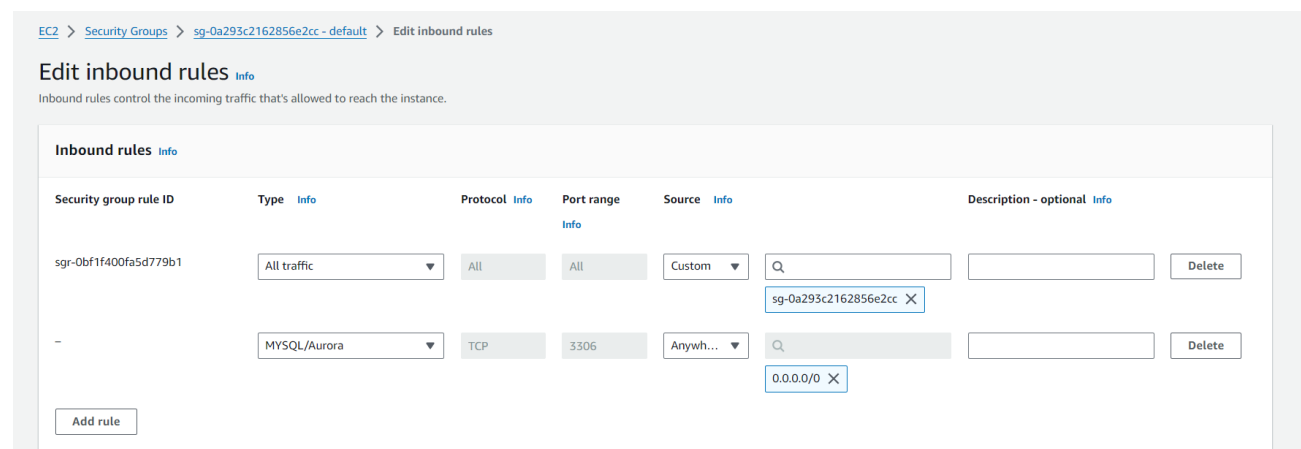 EC2 > Security Groups > sg-0a293c2162856e2cc - default > Edit inbound rules
Edit inbound rules Info
Inbound rules control the incoming traffic that's allowed to reach the instance.
Inbound rules Info
Security group rule ID Type Info Protocol Info Port range Info Source Info Description - optional Info
sgr-0bf1f400fa5d779b1 All traffic All All Custom Delete
sg-0a293c2162856e2cc
– MYSQL/Aurora TCP 3306 Anywh... Delete
0.0.0.0/0
Add rule